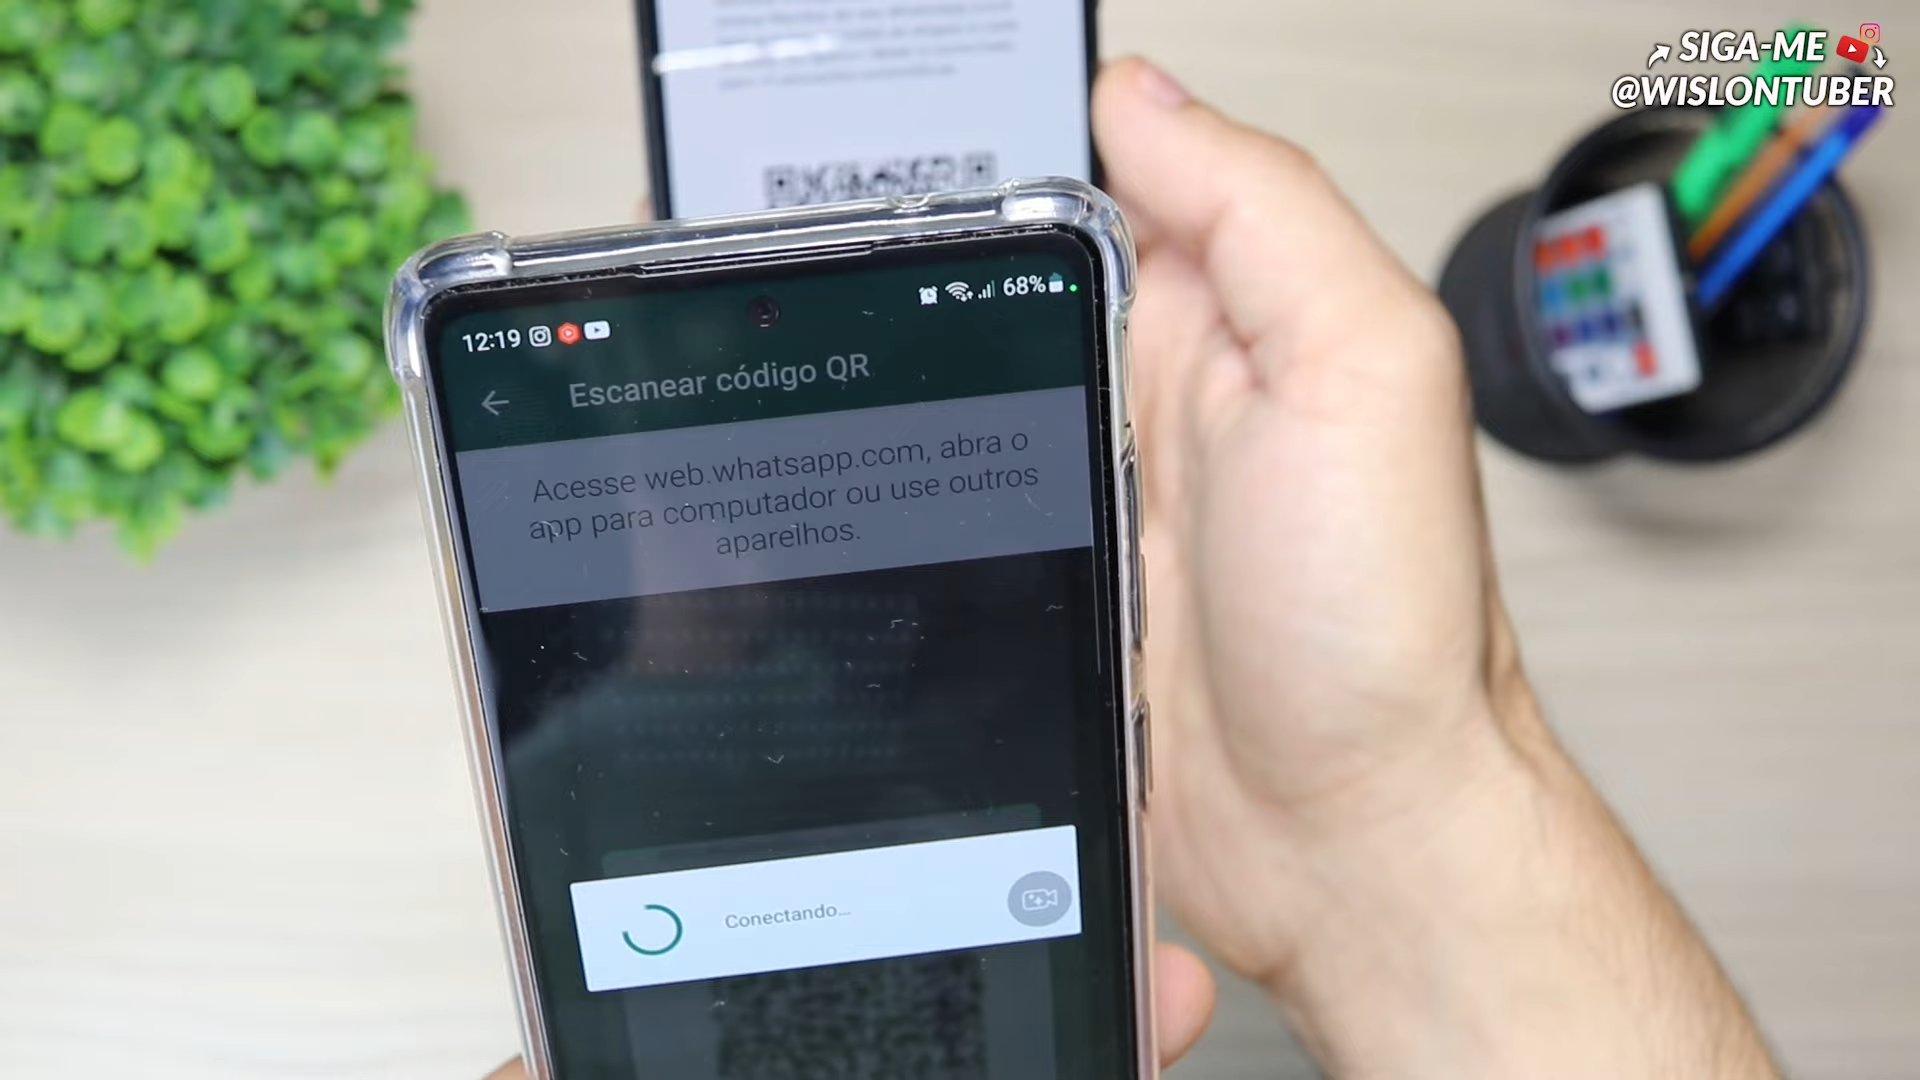 SIGA-ME
@WISLONTUBER
12:19
68%
Escanear código QR
Acesse web.whatsapp.com, abra o
app para computador ou use outros
aparelhos.
Conectando...